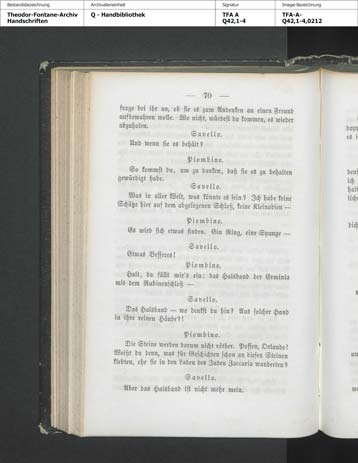 Bestandsbezeichnung Archivalieneinheit Signatur Image-Bezeichnung
Theodor-Fontane-Archiv Q - Handbibliothek TFA A TFA-A-
Handschriften Q42,1-4 Q42,1-4,0212
— 70 —
frage bei ihr an, ob sie es zum Andenken an einen Freund
aufbewahren wolle. Wo nicht, würdest du kommen, es wieder
abzuholen.
Savello.
Und wenn sie es behält?
Piombino.
So kommst du, um zu danken, daß sie es zu behalten
gewürdigt habe.
Savello.
Was in aller Welt, was könnte es sein? Ich habe keine
Schätze hier auf dem abgelegenen Schloß, keine Kleinodien —
Piombino.
Es wird sich etwas finden. Ein Ring, eine Spange —
Savello.
Etwas Besseres!
Piombino.
Halt, da fällt mir's ein: das Halsband der Erminia
mit dem Rubinenschloß —
Savello.
Das Halsband — wo denkst du hin? Aus solcher Hand
in ihre reinen Hände?!
Piombino.
Die Steine werden darum nicht röther. Possen, Orlando!
Weißt du denn, was für Geschichten schon an diesen Steinen
klebten, ehe sie in den Laden des Juden Zaccaria wanderten?
Savello.
Aber das Halsband ist nicht mehr mein.